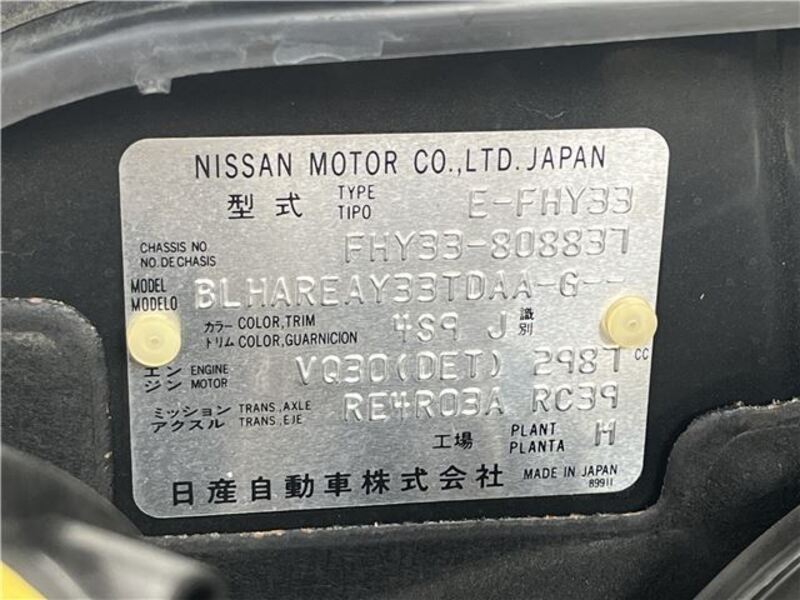 NISSAN MOTOR CO.,LTD. JAPAN
型式 TYPE TIPO E-FHY33
CHASSIS NO. NO. DE CHASIS FHY33-808837
MODEL MODELO BLHAREAY33TDAA-G--
カラー COLOR, TRIM トリム COLOR, GUARNICION 4S9 J 識別
エンジン ENGINE MOTOR VQ30(DET) 2987 CC
ミッション TRANS., AXLE アクスル TRANS., EJE RE4R03A RC39
工場 PLANT PLANTA M
日産自動車株式会社 MADE IN JAPAN
89911